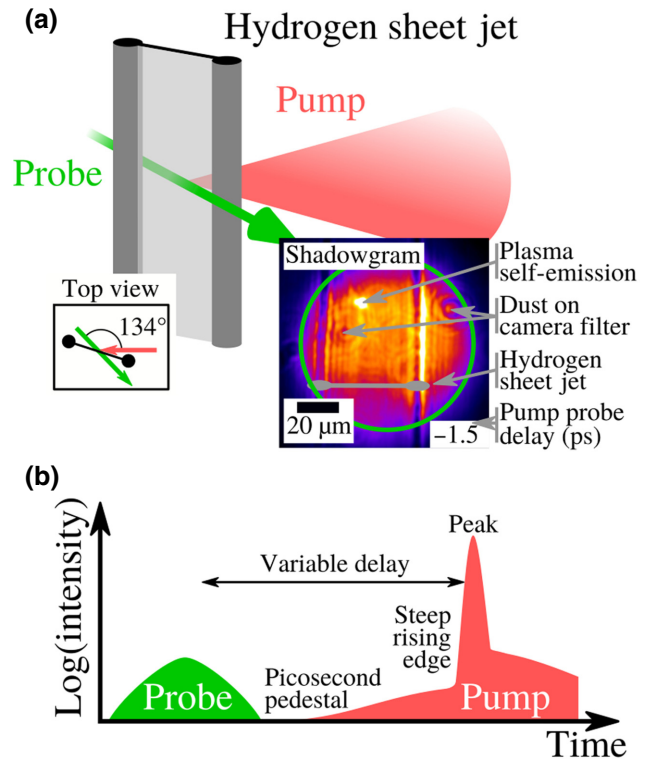 (a)
Hydrogen sheet jet
Pump
Probe
Shadowgram
Plasma
self-emission
Dust on
camera filter
Hydrogen
sheet jet
Pump probe
delay (ps)
20 μm
−1.5
Top view
134°
(b)
Log(intensity)
Peak
Variable delay
Steep
rising
edge
Picosecond
pedestal
Probe
Pump
Time